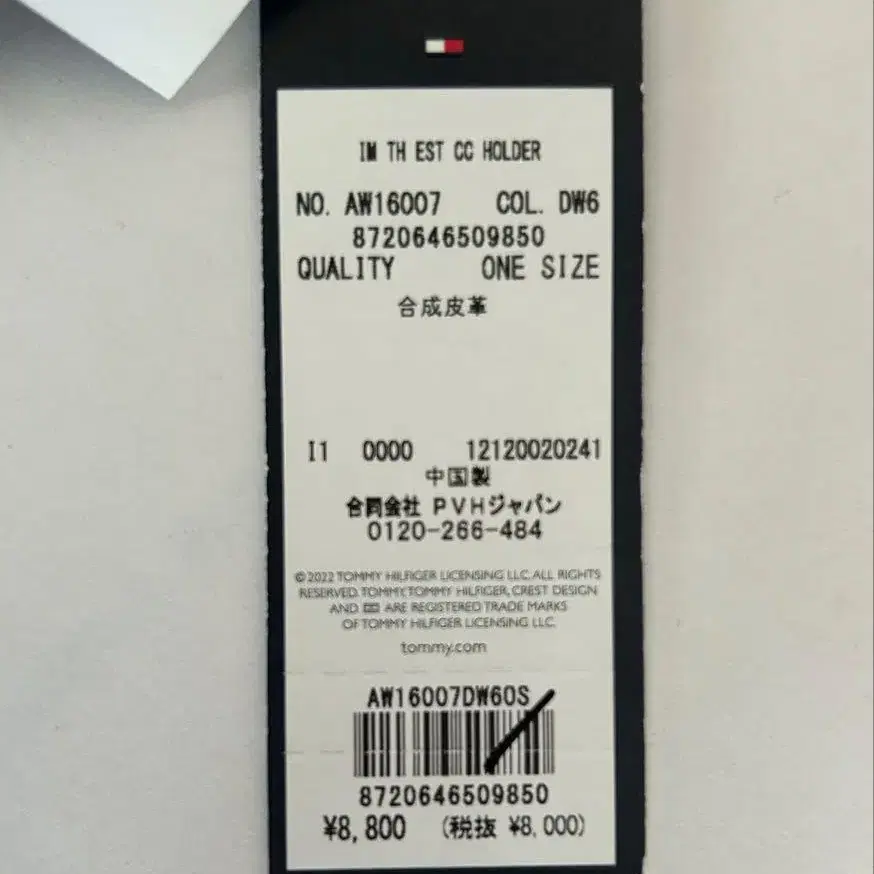 IM TH EST CC HOLDER
NO. AW16007 COL. DW6
8720646509850
QUALITY ONE SIZE
合成皮革
I1 0000 12120020241
中国製
合同会社 PVHジャパン
0120-266-484
©2022 TOMMY HILFIGER LICENSING LLC. ALL RIGHTS
RESERVED. TOMMY, TOMMY HILFIGER, CREST DESIGN
AND ARE REGISTERED TRADE MARKS
OF TOMMY HILFIGER LICENSING LLC.
tommy.com
AW16007DW60S
8720646509850
¥8,800 (税抜 ¥8,000)